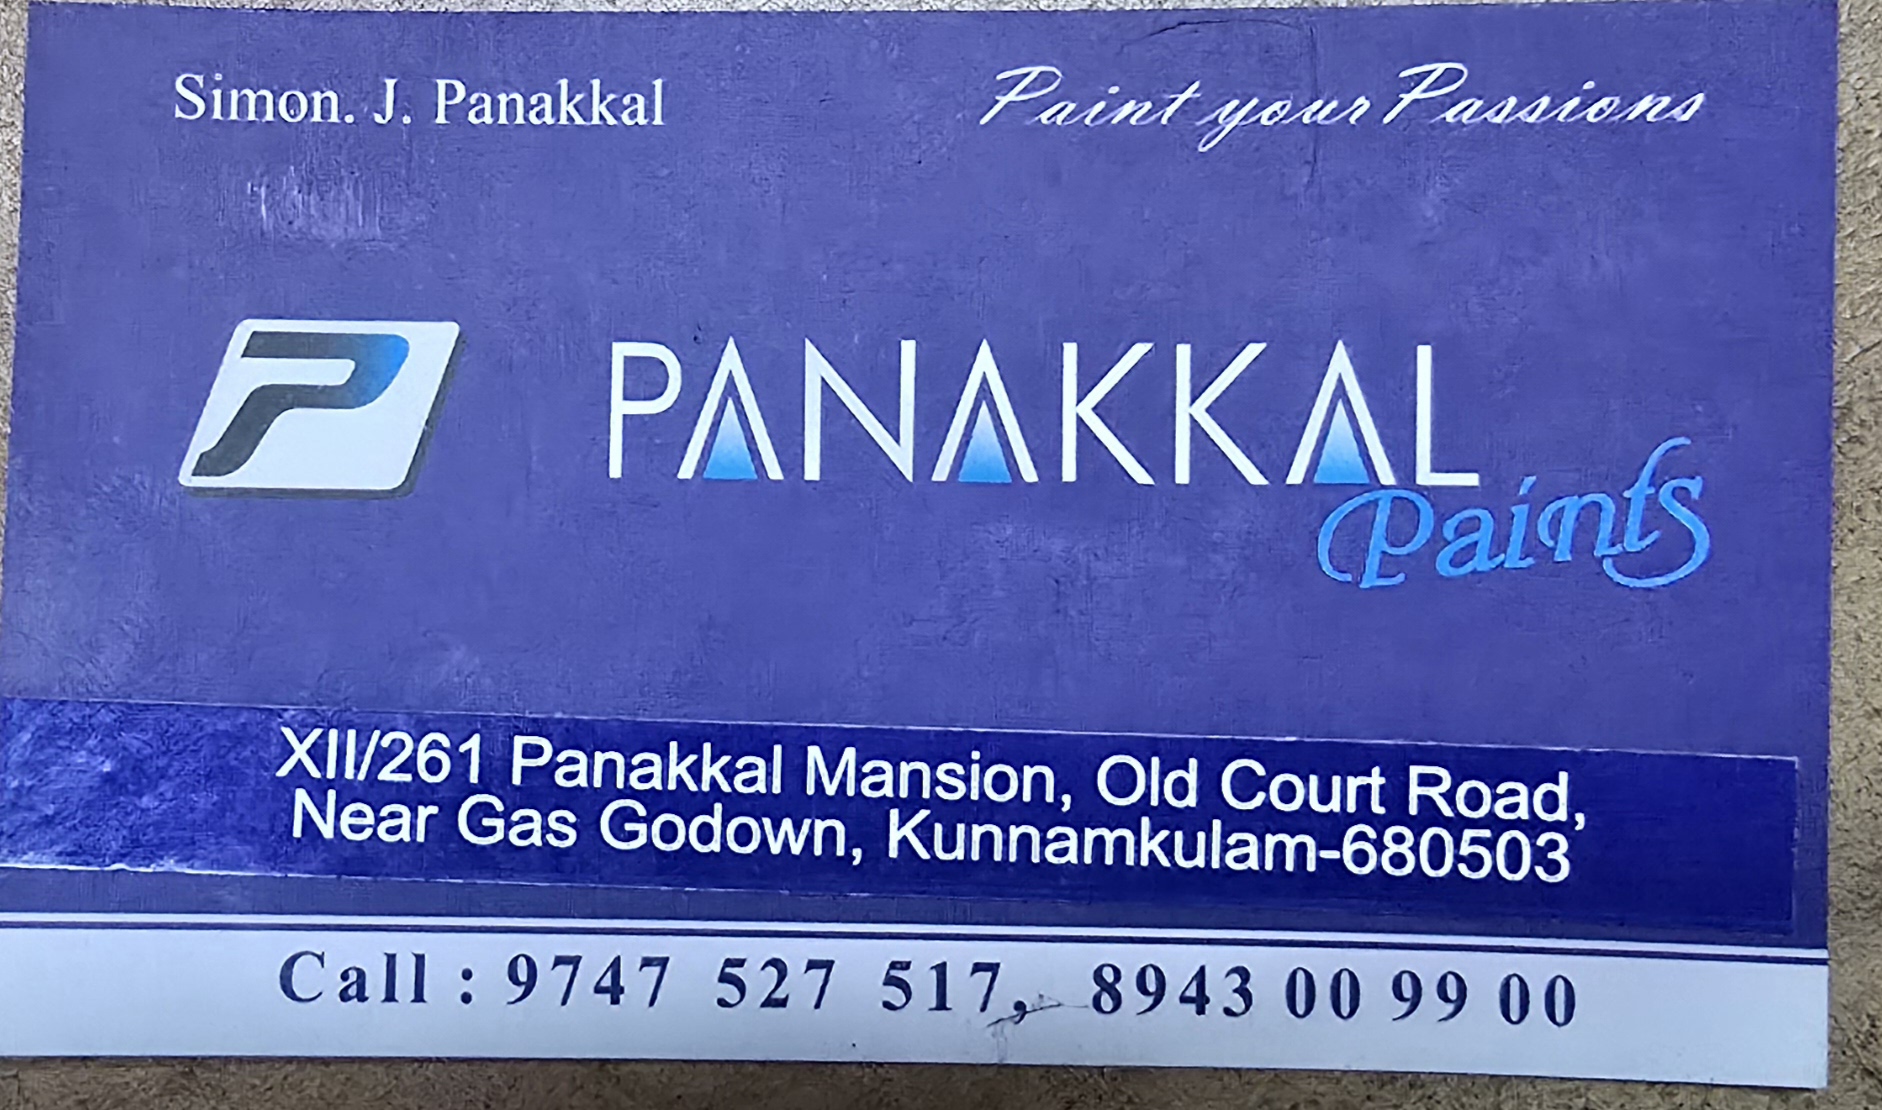 Simon. J. Panakkal
Paint your Passions
P
PANAKKAL
Paints
XII/261 Panakkal Mansion, Old Court Road,
Near Gas Godown, Kunnamkulam-680503
Call : 9747 527 517, 8943 00 99 00